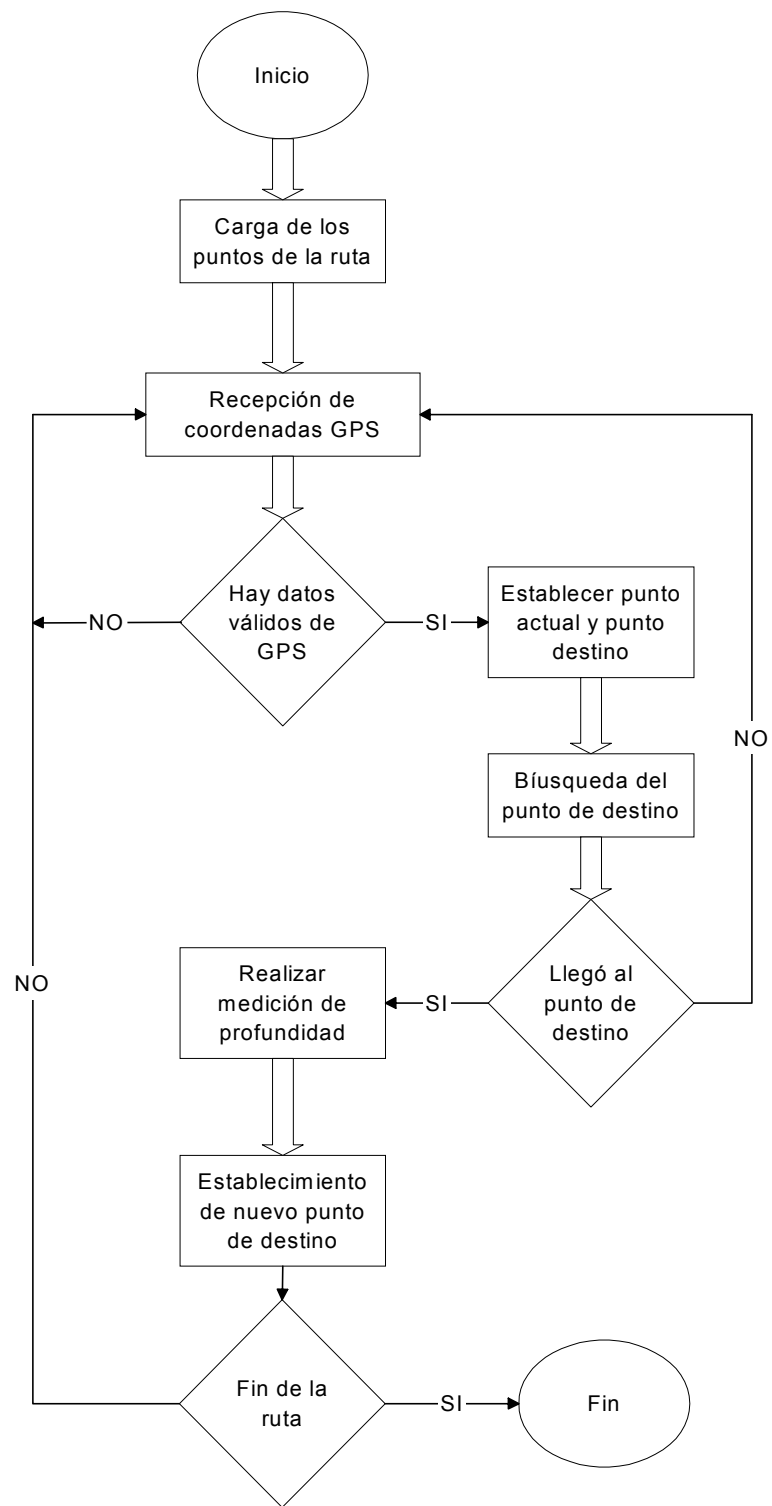 Inicio
Carga de los
puntos de la ruta
Recepción de
coordenadas GPS
Hay datos
válidos de
GPS
NO
SI
Establecer punto
actual y punto
destino
NO
Bíusqueda del
punto de destino
Llegó al
punto de
destino
SI
Realizar
medición de
profundidad
NO
Establecimiento
de nuevo punto
de destino
Fin de la
ruta
SI
Fin